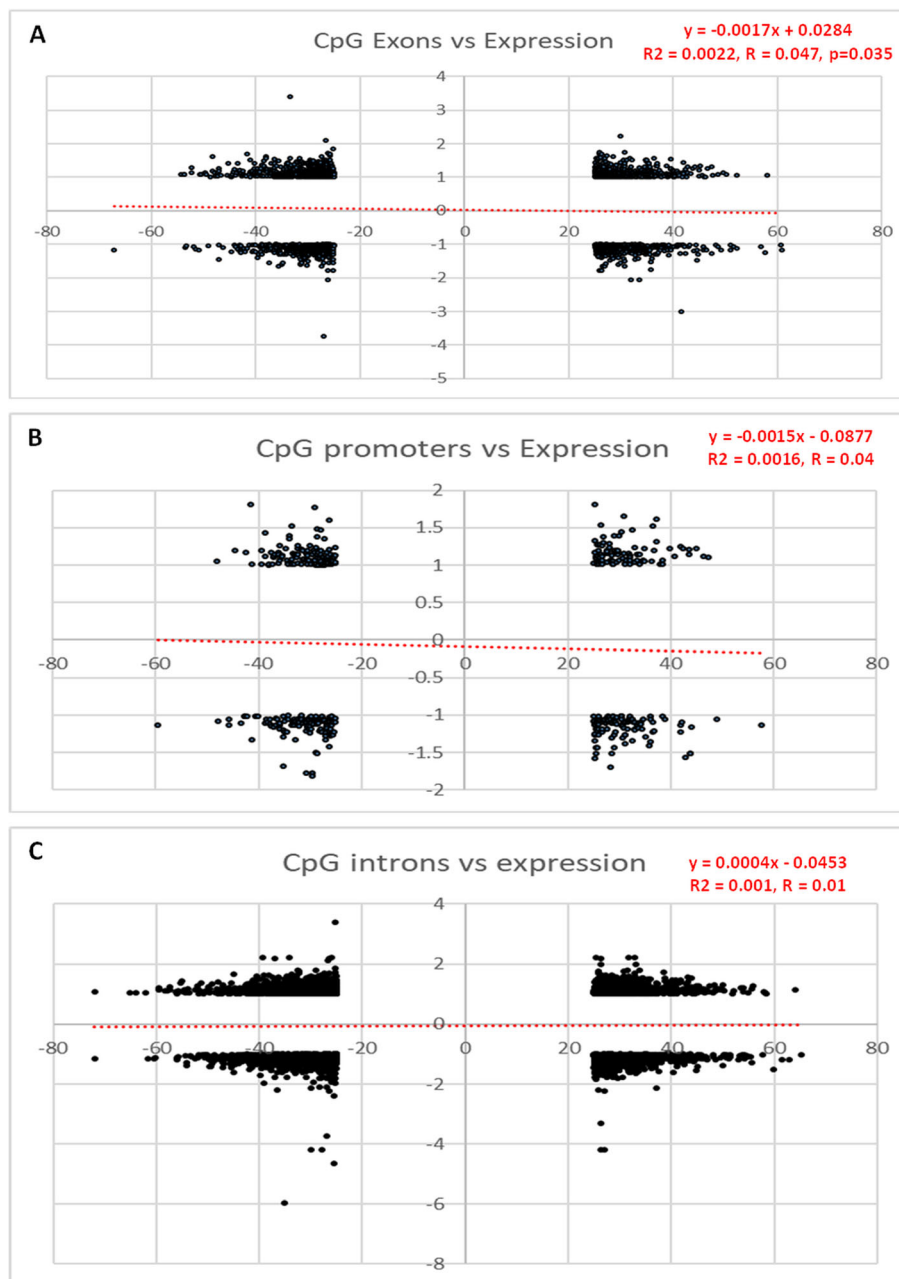 A
CpG Exons vs Expression
y = -0.0017x + 0.0284
R2 = 0.0022, R = 0.047, p=0.035
4
3
2
1
0
-80 -60 -40 -20 0 20 40 60 80
-1
-2
-3
-4
-5
B
CpG promoters vs Expression
y = -0.0015x - 0.0877
R2 = 0.0016, R = 0.04
2
1.5
1
0.5
0
-80 -60 -40 -20 0 20 40 60 80
-0.5
-1
-1.5
-2
C
CpG introns vs expression
y = 0.0004x - 0.0453
R2 = 0.001, R = 0.01
4
2
0
-80 -60 -40 -20 0 20 40 60 80
-2
-4
-6
-8